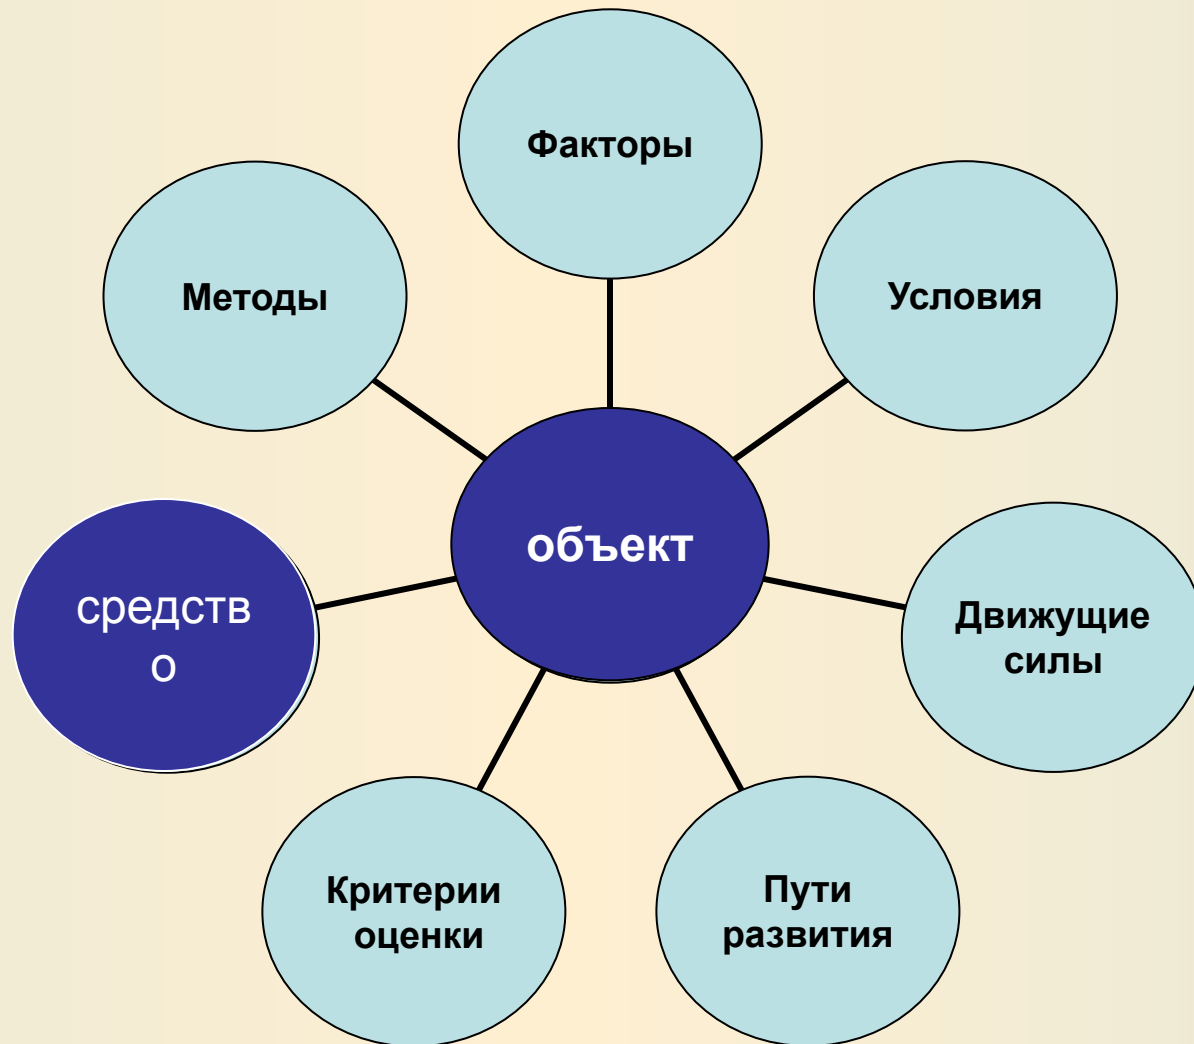 Факторы
Методы
Условия
объект
средств
о
Движущие
силы
Критерии
оценки
Пути
развития